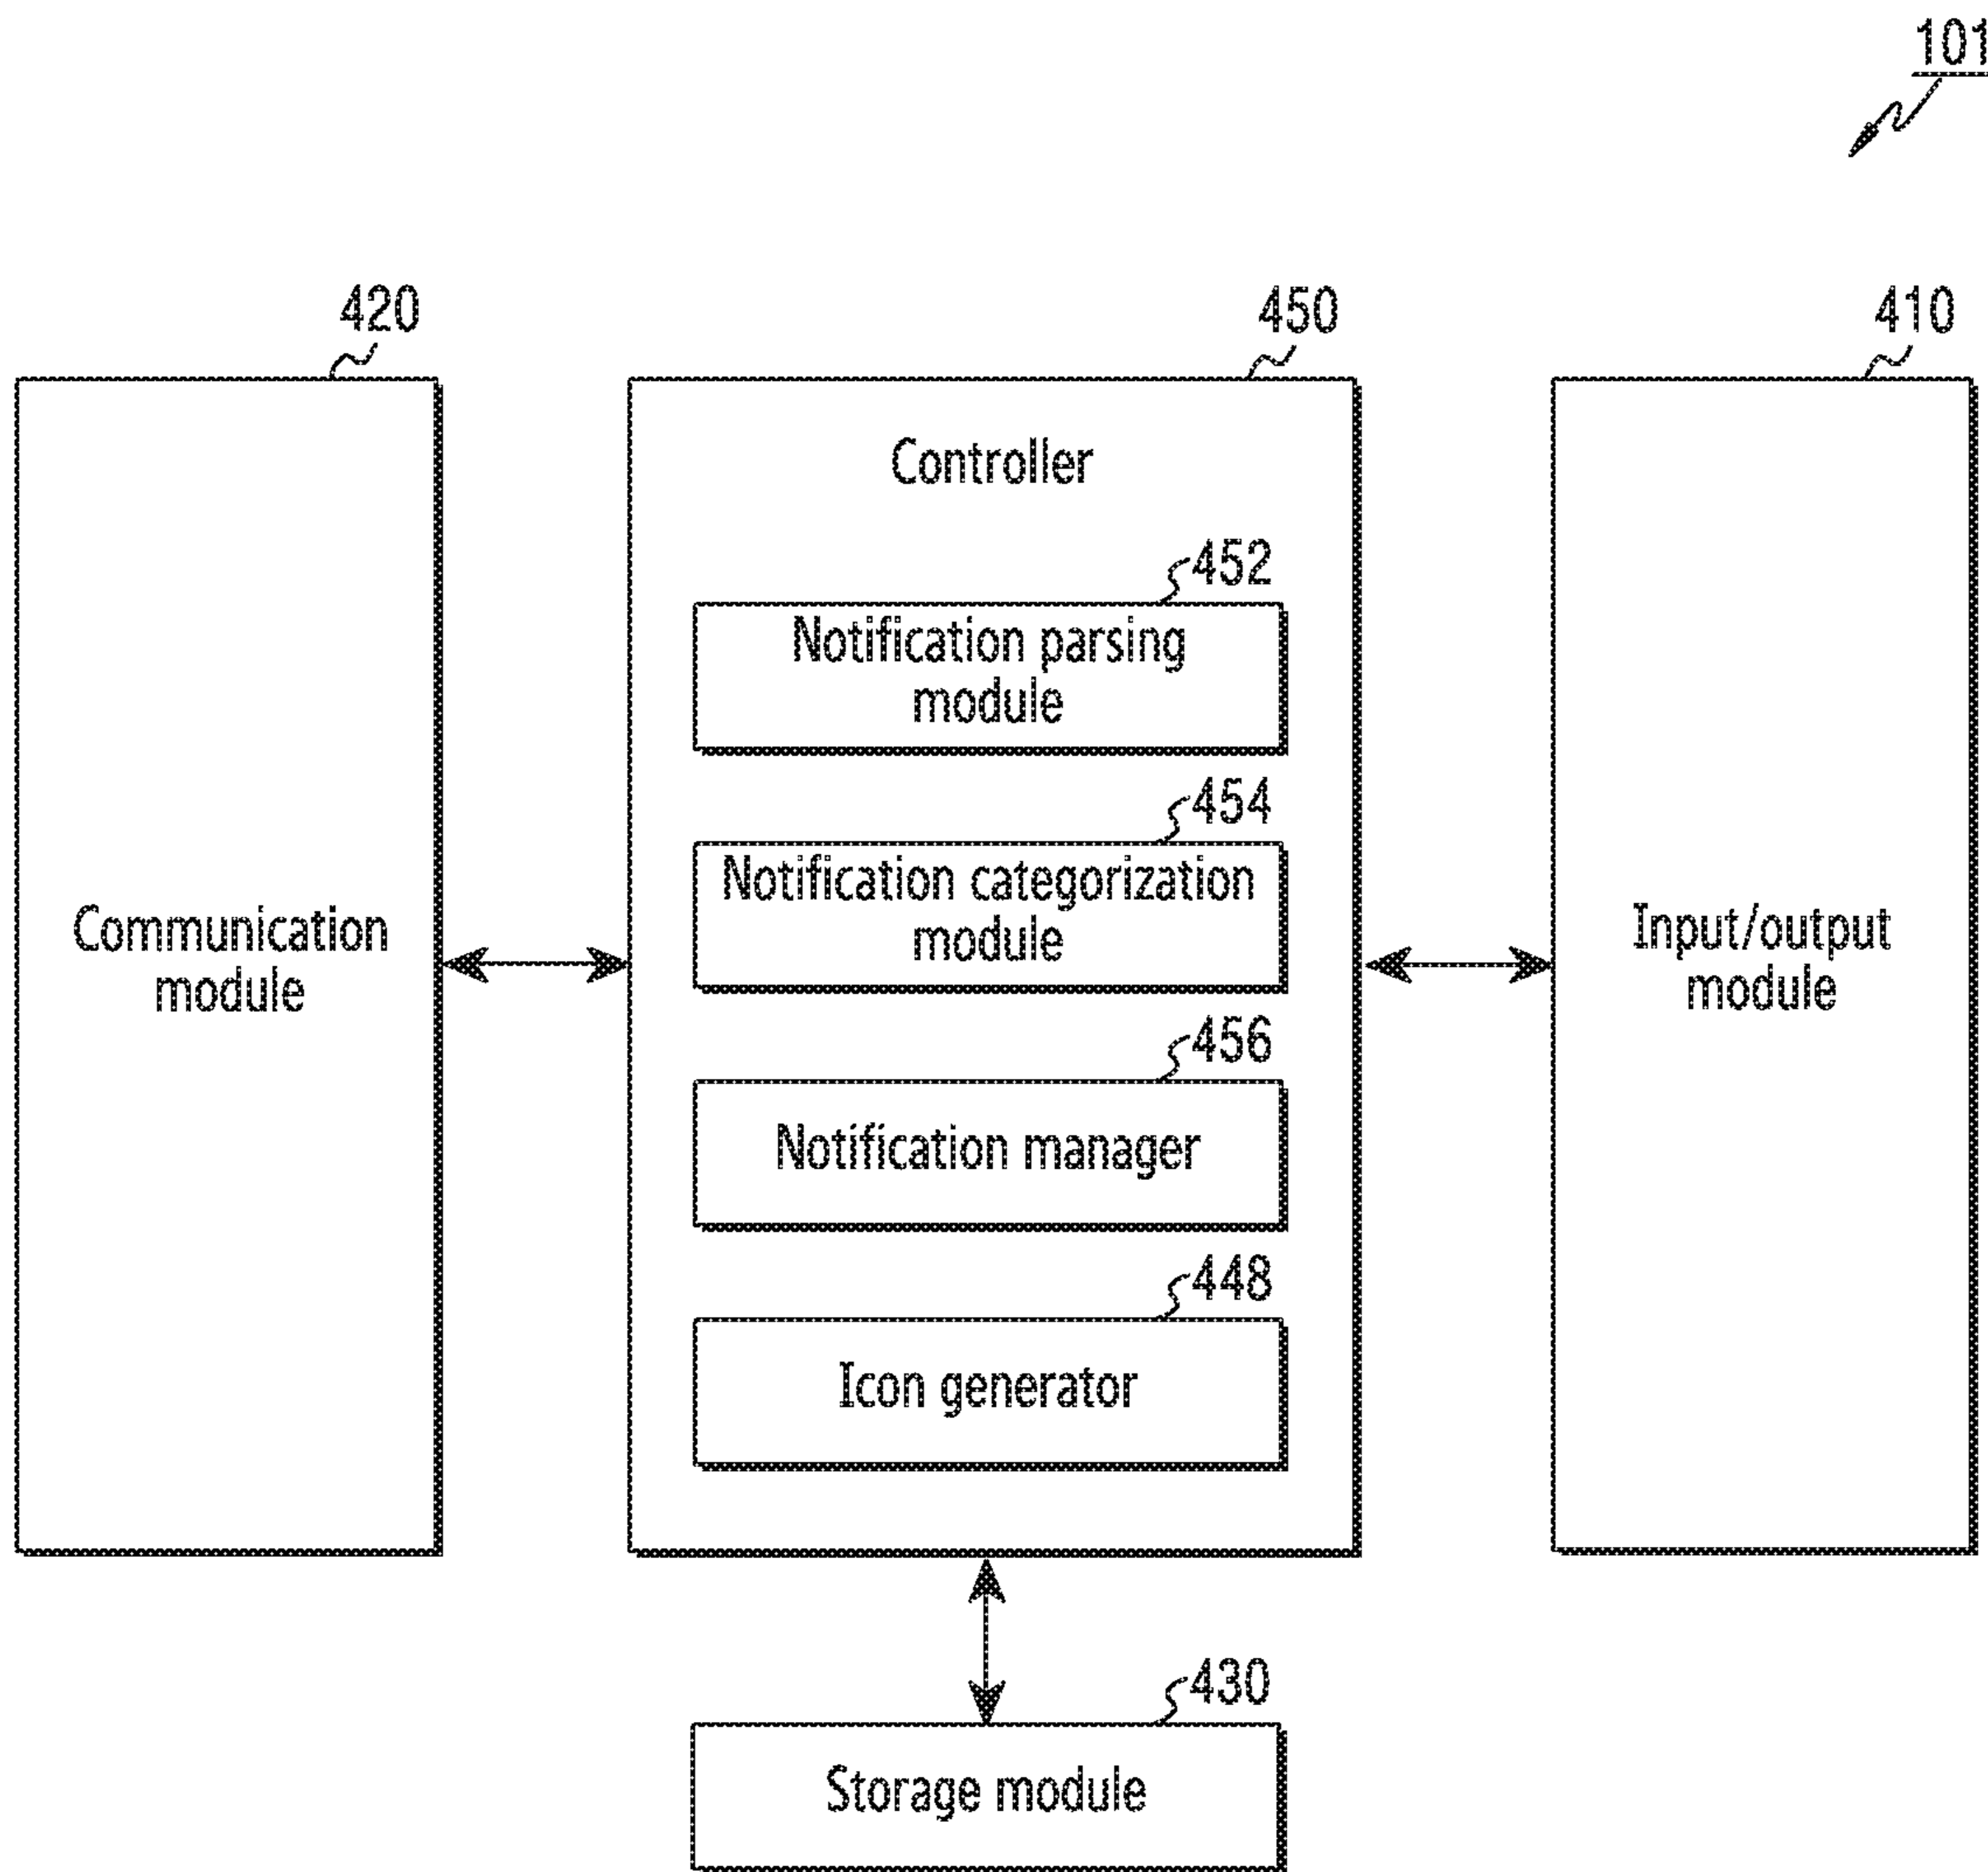 101
420
450
410
Controller
452
Notification parsing
module
454
Notification categorization
module
Communication
module
Input/output
module
456
Notification manager
448
Icon generator
430
Storage module